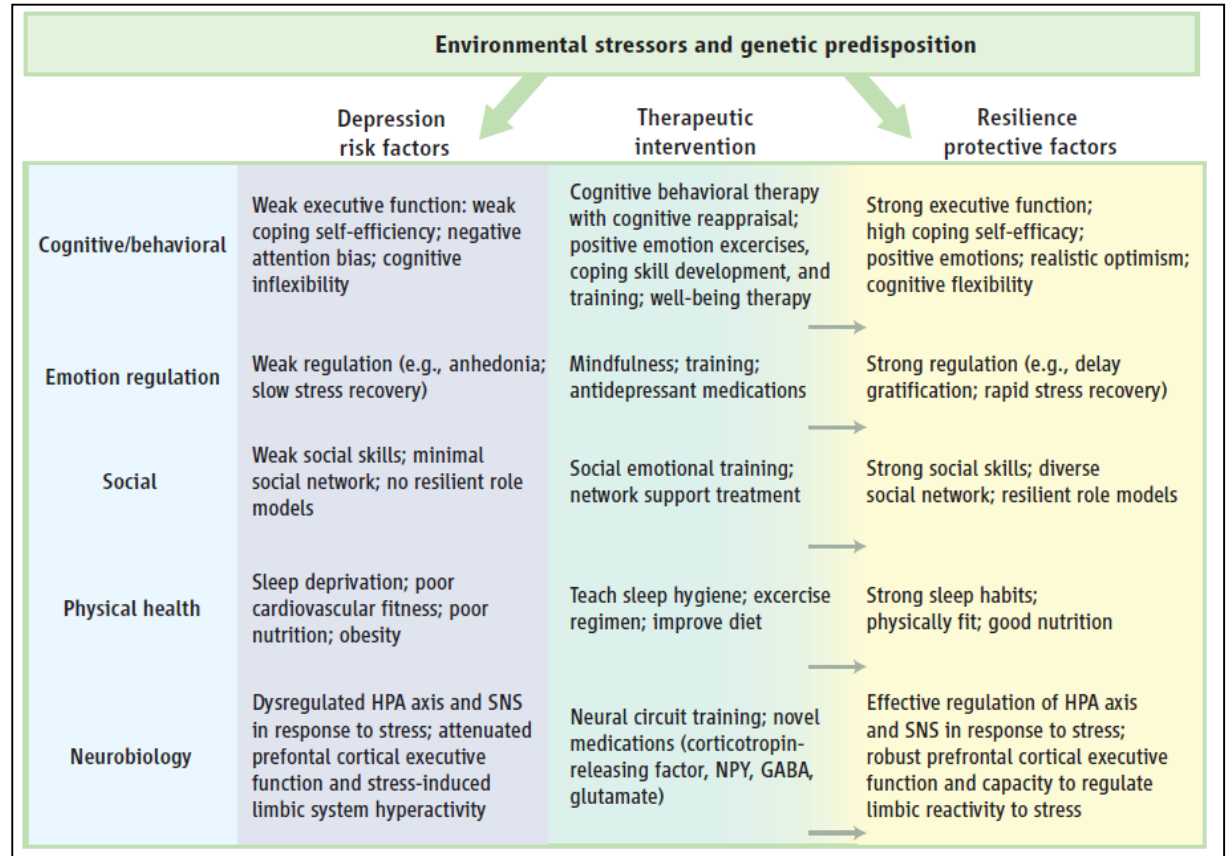 Environmental stressors and genetic predisposition
Depression
risk factors
Therapeutic
intervention
Resilience
protective factors
Cognitive/behavioral
Weak executive function: weak
coping self-efficiency; negative
attention bias; cognitive
inflexibility
Cognitive behavioral therapy
with cognitive reappraisal;
positive emotion excercises,
coping skill development, and
training; well-being therapy
Strong executive function;
high coping self-efficacy;
positive emotions; realistic optimism;
cognitive flexibility
Emotion regulation
Weak regulation (e.g., anhedonia;
slow stress recovery)
Mindfulness; training;
antidepressant medications
Strong regulation (e.g., delay
gratification; rapid stress recovery)
Social
Weak social skills; minimal
social network; no resilient role
models
Social emotional training;
network support treatment
Strong social skills; diverse
social network; resilient role models
Physical health
Sleep deprivation; poor
cardiovascular fitness; poor
nutrition; obesity
Teach sleep hygiene; excercise
regimen; improve diet
Strong sleep habits;
physically fit; good nutrition
Neurobiology
Dysregulated HPA axis and SNS
in response to stress; attenuated
prefontal cortical executive
function and stress-induced
limbic system hyperactivity
Neural circuit training; novel
medications (corticotropin-
releasing factor, NPY, GABA,
glutamate)
Effective regulation of HPA axis
and SNS in response to stress;
robust prefrontal cortical executive
function and capacity to regulate
limbic reactivity to stress